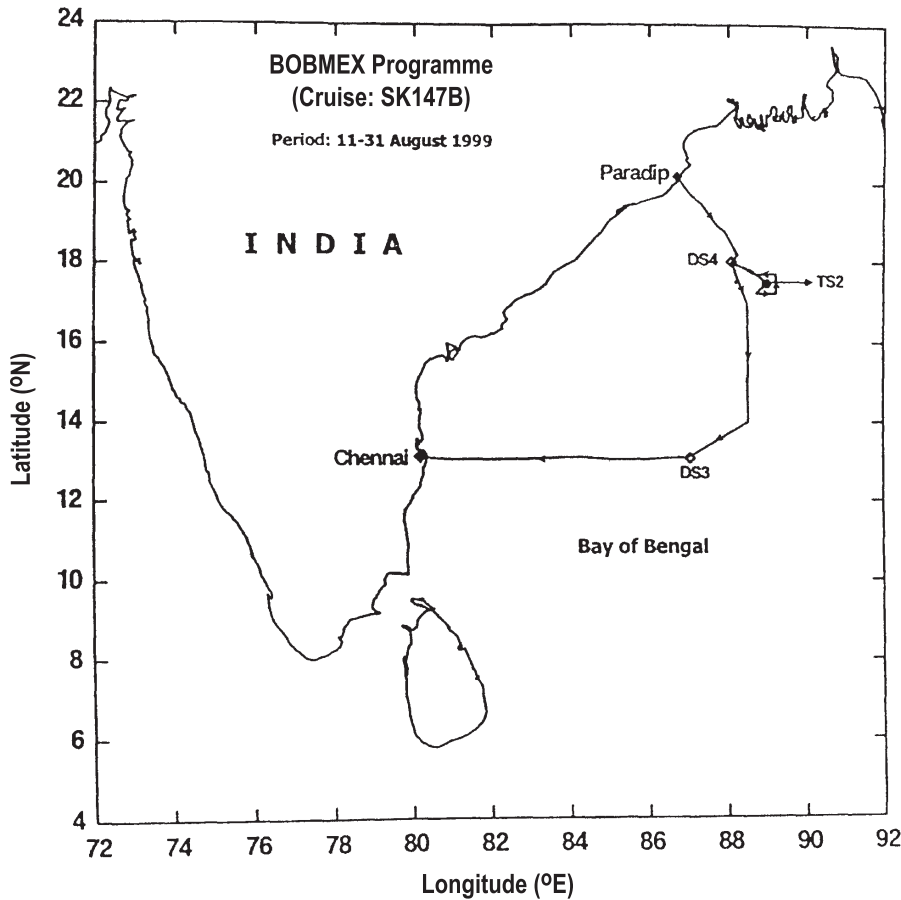 BOBMEX Programme
(Cruise: SK147B)
Period: 11-31 August 1999
24
22
20
18
16
14
12
10
8
6
4
Latitude (ºN)
Paradip
INDIA
DS4
TS2
Chennai
DS3
Bay of Bengal
72
74
76
78
80
82
84
86
88
90
92
Longitude (ºE)